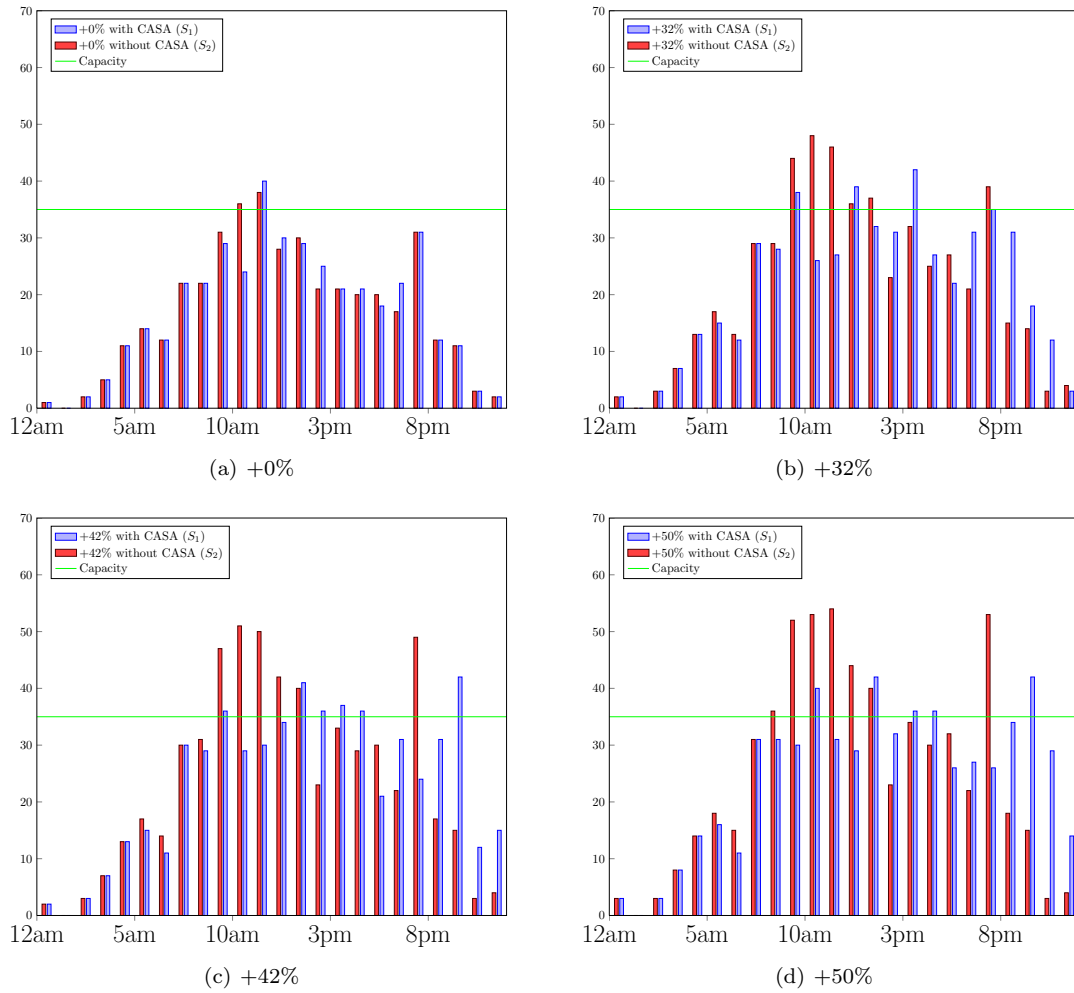 70
60
50
40
30
20
10
0
+0% with CASA (S₁)
+0% without CASA (S₂)
Capacity
12am 5am 10am 3pm 8pm
(a) +0%
70
60
50
40
30
20
10
0
+32% with CASA (S₁)
+32% without CASA (S₂)
Capacity
12am 5am 10am 3pm 8pm
(b) +32%
70
60
50
40
30
20
10
0
+42% with CASA (S₁)
+42% without CASA (S₂)
Capacity
12am 5am 10am 3pm 8pm
(c) +42%
70
60
50
40
30
20
10
0
+50% with CASA (S₁)
+50% without CASA (S₂)
Capacity
12am 5am 10am 3pm 8pm
(d) +50%